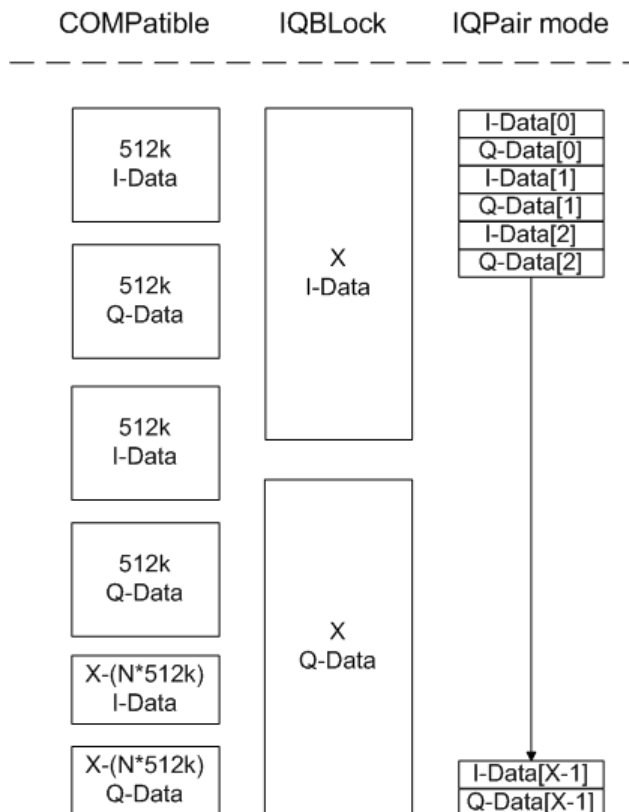 COMPatible IQBLock IQPair mode
512k
I-Data
512k
Q-Data
512k
I-Data
512k
Q-Data
X-(N*512k)
I-Data
X-(N*512k)
Q-Data
X
I-Data
X
Q-Data
I-Data[0]
Q-Data[0]
I-Data[1]
Q-Data[1]
I-Data[2]
Q-Data[2]
I-Data[X-1]
Q-Data[X-1]